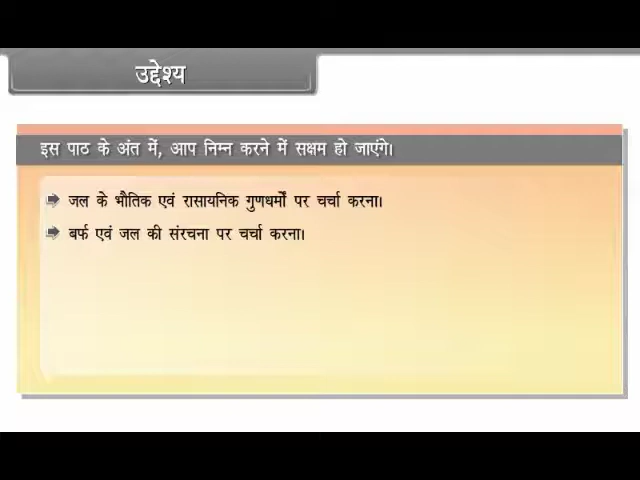 उद्देश्य
इस पाठ के अंत में, आप निम्न करने में सक्षम हो जाएंगे।
जल के भौतिक एवं रासायनिक गुणधर्मों पर चर्चा करना।
बर्फ एवं जल की संरचना पर चर्चा करना।